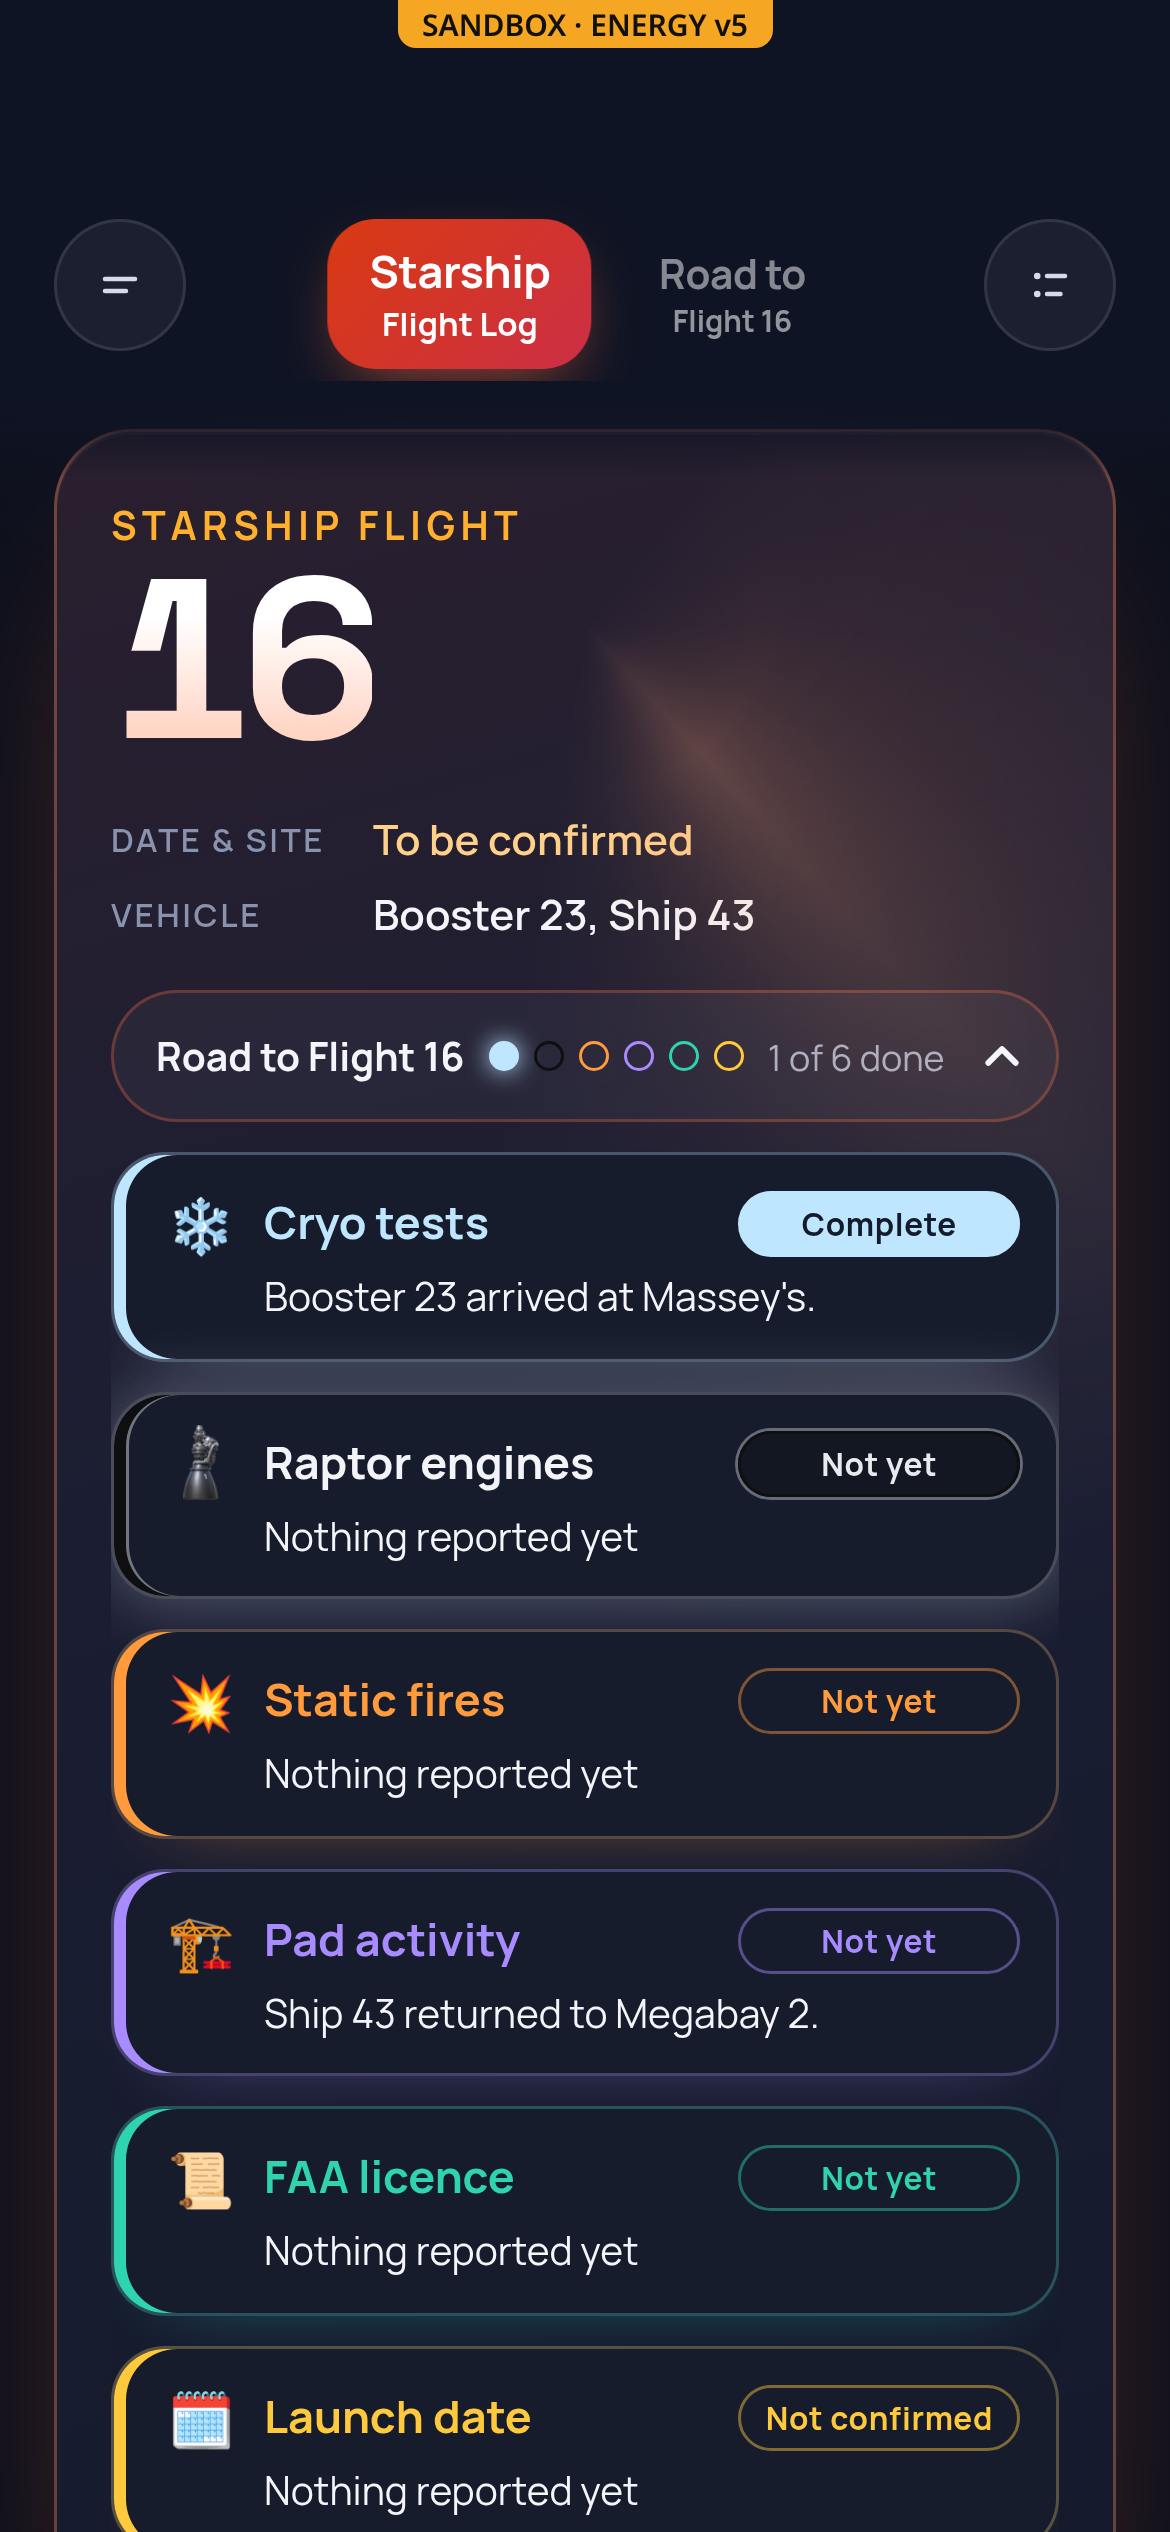 SANDBOX · ENERGY v5
Starship
Flight Log
Road to
Flight 16
STARSHIP FLIGHT
16
DATE & SITE To be confirmed
VEHICLE Booster 23, Ship 43
Road to Flight 16 1 of 6 done
Cryo tests Complete
Booster 23 arrived at Massey's.
Raptor engines Not yet
Nothing reported yet
Static fires Not yet
Nothing reported yet
Pad activity Not yet
Ship 43 returned to Megabay 2.
FAA licence Not yet
Nothing reported yet
Launch date Not confirmed
Nothing reported yet